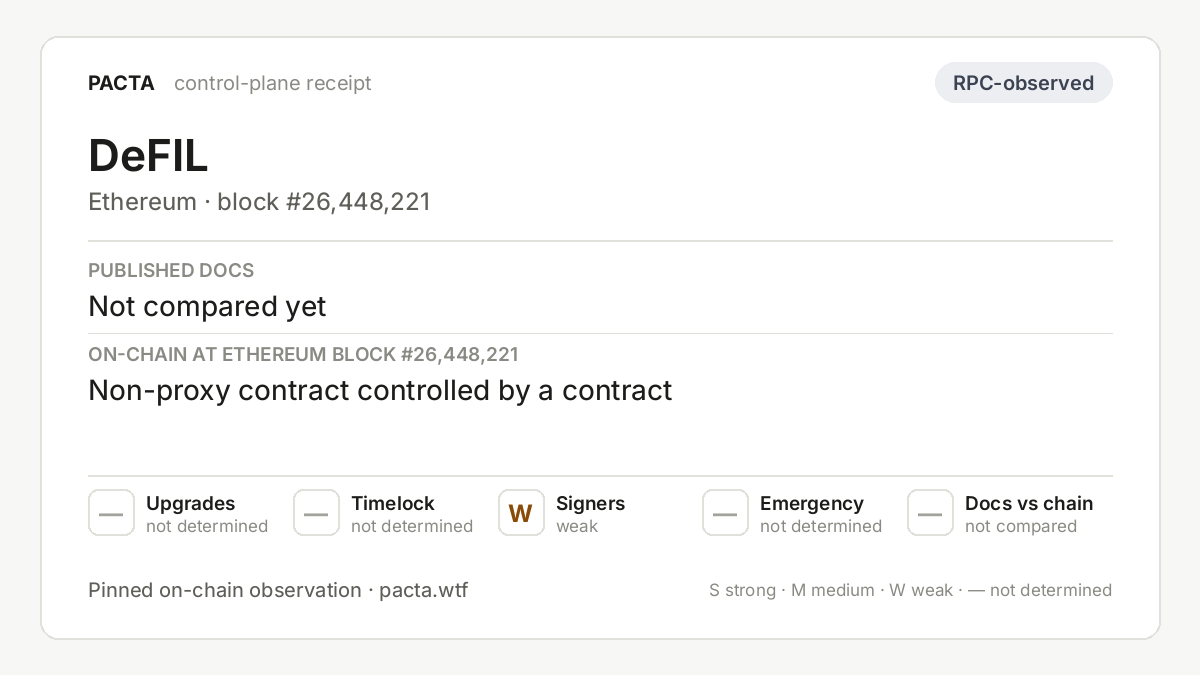 PACTA control-plane receipt
RPC-observed
DeFIL
Ethereum · block #26,448,221
PUBLISHED DOCS
Not compared yet
ON-CHAIN AT ETHEREUM BLOCK #26,448,221
Non-proxy contract controlled by a contract
— Upgrades
not determined
— Timelock
not determined
W Signers
weak
— Emergency
not determined
— Docs vs chain
not compared
Pinned on-chain observation · pacta.wtf
S strong · M medium · W weak · — not determined